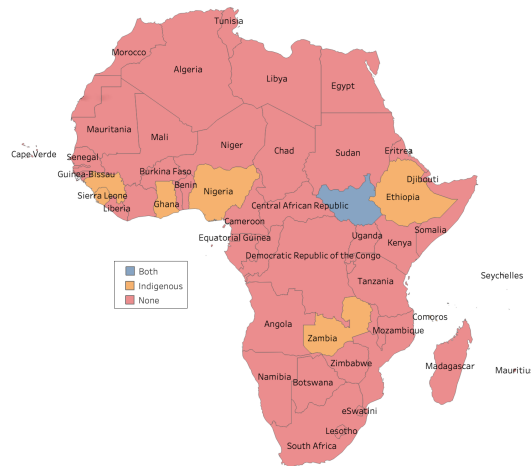 Tunisia
Morocco
Algeria
Libya
Egypt
Mauritania
Mali
Niger
Chad
Sudan
Eritrea
Cape Verde
Senegal
Guinea-Bissau
Burkina Faso
Djibouti
Benin
Nigeria
Ethiopia
Sierra Leone
Ghana
Liberia
Central African Republic
Cameroon
Somalia
Uganda
Equatorial Guinea
Kenya
Democratic Republic of the Congo
Both
Indigenous
None
Tanzania
Seychelles
Comoros
Angola
Mozambique
Zambia
Zimbabwe
Madagascar
Mauritiu
Namibia
Botswana
eSwatini
Lesotho
South Africa